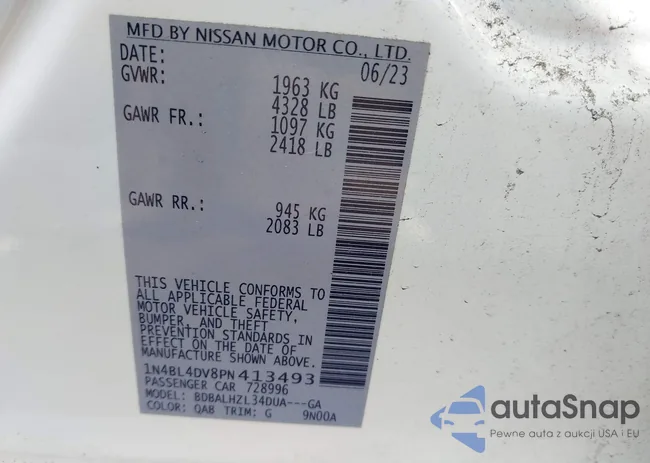 MFD BY NISSAN MOTOR CO., LTD.
DATE: 06/23
GVWR: 1963 KG
4328 LB
GAWR FR.: 1097 KG
2418 LB
GAWR RR.: 945 KG
2083 LB
THIS VEHICLE CONFORMS TO
ALL APPLICABLE FEDERAL
MOTOR VEHICLE SAFETY,
BUMPER, AND THEFT
PREVENTION STANDARDS IN
EFFECT ON THE DATE OF
MANUFACTURE SHOWN ABOVE.
1N4BL4DV8PN413493
PASSENGER CAR 728996
MODEL: BDBALHZL34DUA---GA
COLOR: QAB TRIM: G 9N00A
autoSnap
Pewne auta z aukcji USA i EU